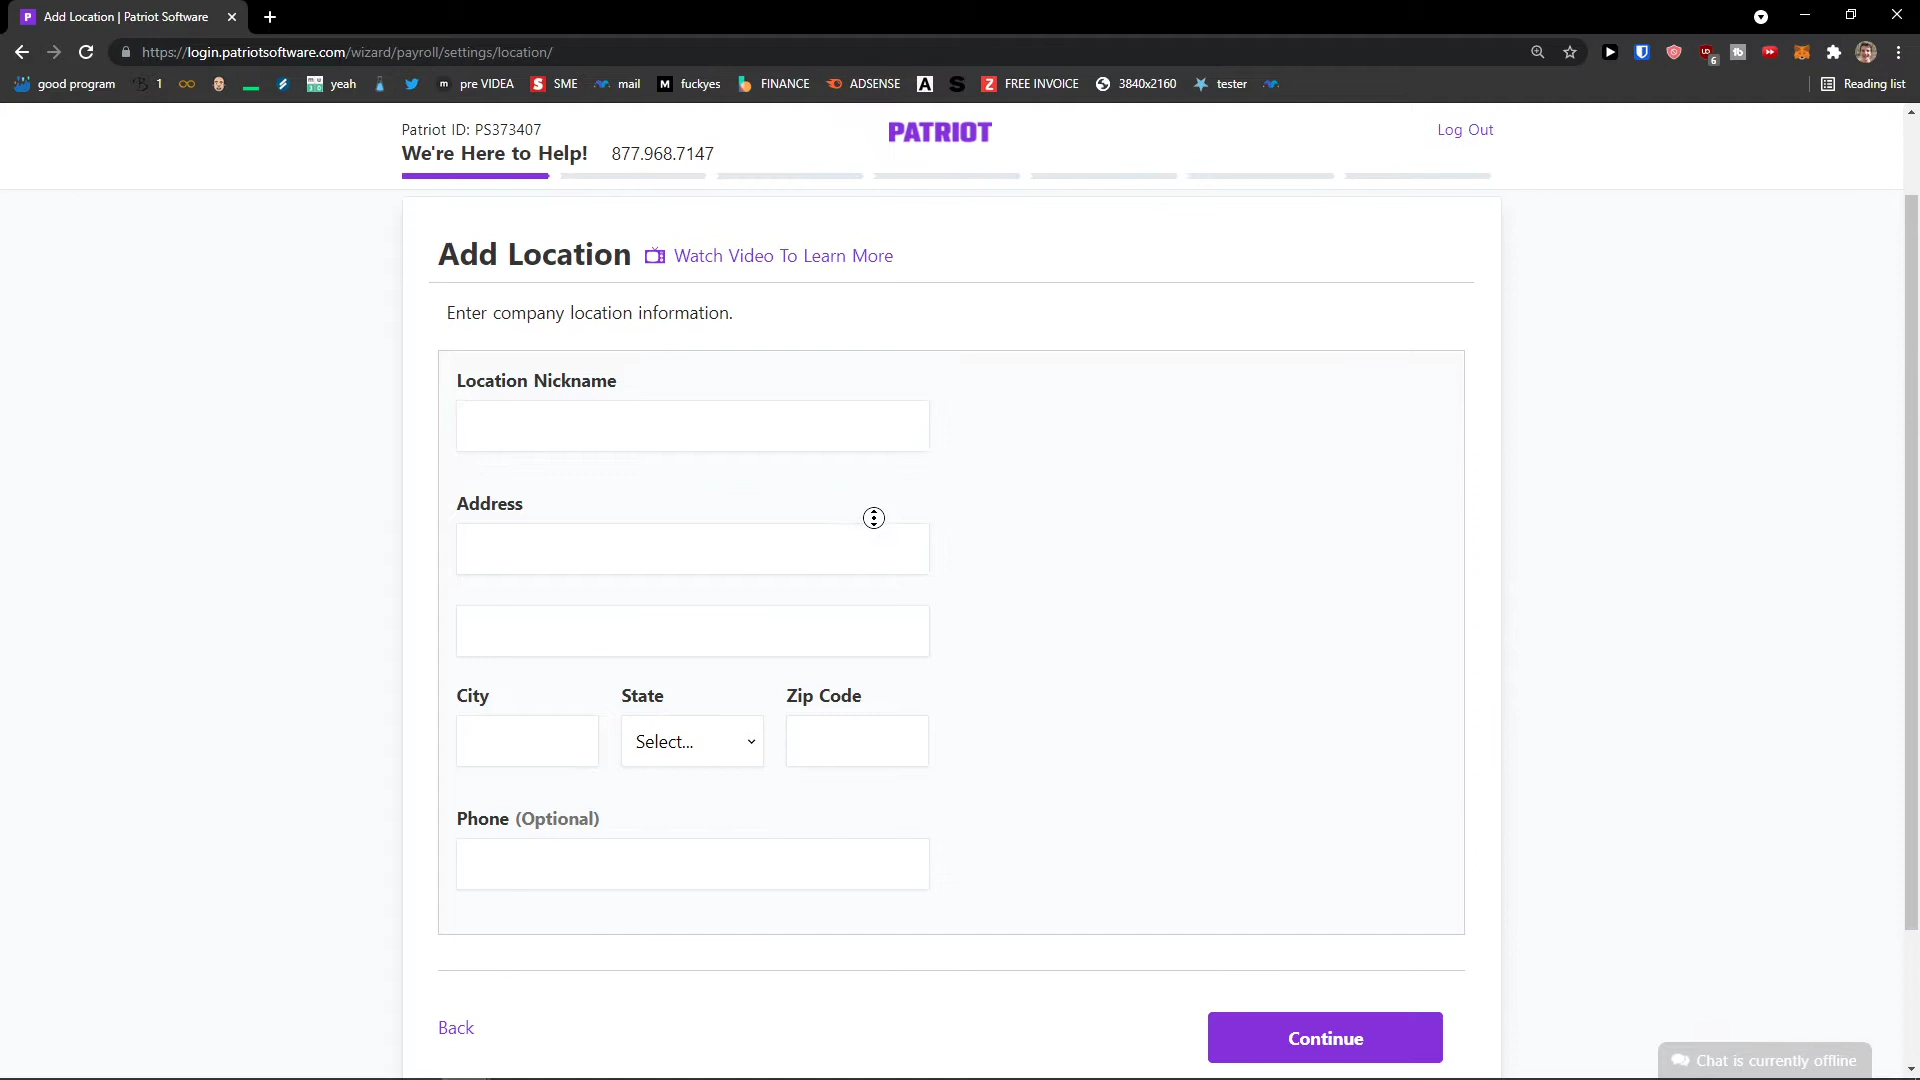 Add Location | Patriot Software
https://login.patriotsoftware.com/wizard/payroll/settings/location/
good program 1 yeah pre VIDEA SME mail fuckyes FINANCE ADSENSE FREE INVOICE 3840x2160 tester Reading list
Patriot ID: PS373407
PATRIOT
Log Out
We're Here to Help! 877.968.7147
Add Location Watch Video To Learn More
Enter company location information.
Location Nickname
Address
City State Zip Code
Select...
Phone (Optional)
Back
Continue
Chat is currently offline